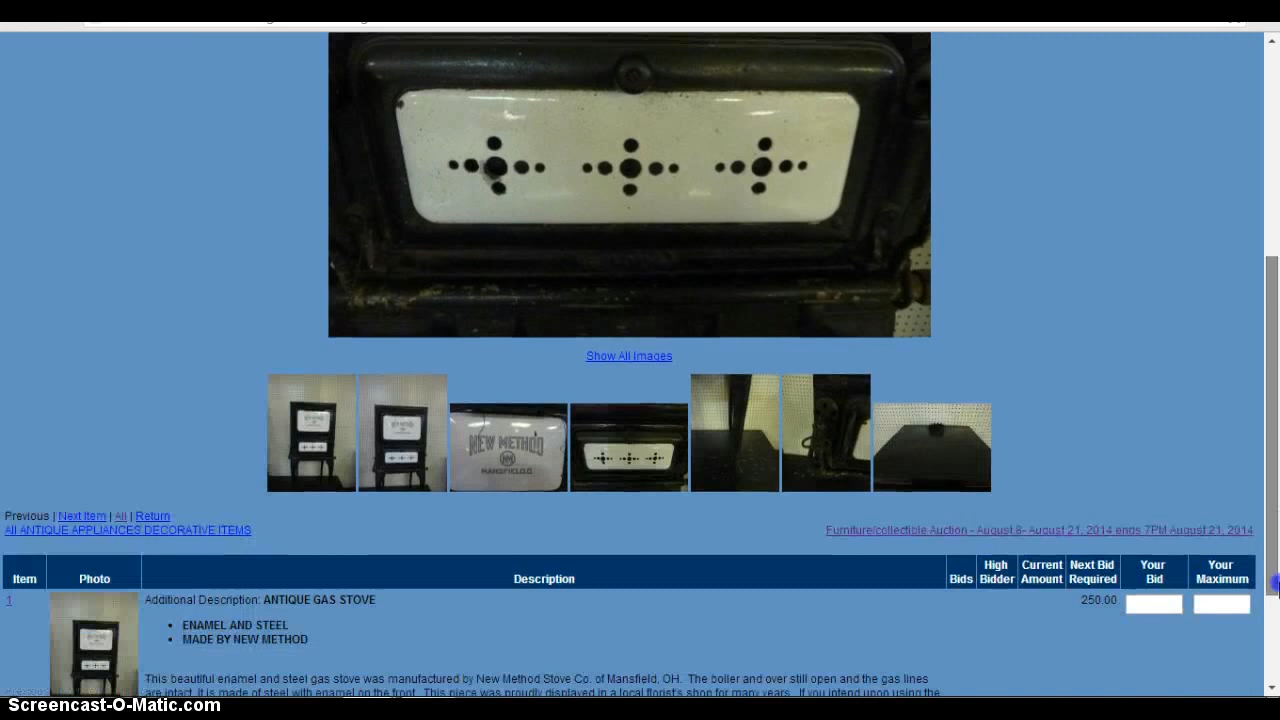 Show All Images
NEW METHOD
MANSFIELD.O.
Previous | Next Item | All | Return
All ANTIQUE APPLIANCES DECORATIVE ITEMS
Furniture/collectible Auction - August 8- August 21, 2014 ends 7PM August 21, 2014
Item Photo Description Bids High Bidder Current Amount Next Bid Required Your Bid Your Maximum
1 Additional Description: ANTIQUE GAS STOVE 250.00
• ENAMEL AND STEEL
• MADE BY NEW METHOD
This beautiful enamel and steel gas stove was manufactured by New Method Stove Co. of Mansfield, OH. The boiler and over still open and the gas lines
are intact. It is made of steel with enamel on the front. This piece was proudly displayed in a local florist's shop for many years. If you intend upon using the
Screencast-O-Matic.com